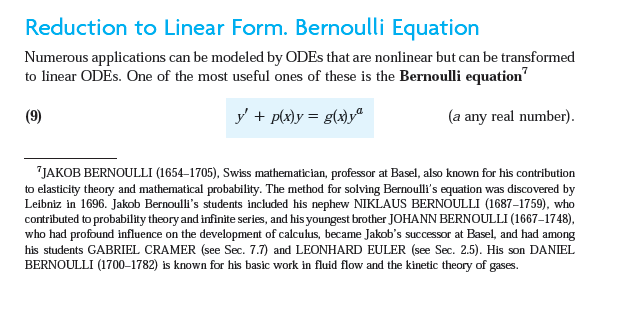 Reduction to Linear Form. Bernoulli Equation
Numerous applications can be modeled by ODEs that are nonlinear but can be transformed
to linear ODEs. One of the most useful ones of these is the Bernoulli equation⁷
(9) y′ + p(x)y = g(x)yᵃ (a any real number).
⁷JAKOB BERNOULLI (1654–1705), Swiss mathematician, professor at Basel, also known for his contribution
to elasticity theory and mathematical probability. The method for solving Bernoulli's equation was discovered by
Leibniz in 1696. Jakob Bernoulli's students included his nephew NIKLAUS BERNOULLI (1687–1759), who
contributed to probability theory and infinite series, and his youngest brother JOHANN BERNOULLI (1667–1748),
who had profound influence on the development of calculus, became Jakob's successor at Basel, and had among
his students GABRIEL CRAMER (see Sec. 7.7) and LEONHARD EULER (see Sec. 2.5). His son DANIEL
BERNOULLI (1700–1782) is known for his basic work in fluid flow and the kinetic theory of gases.